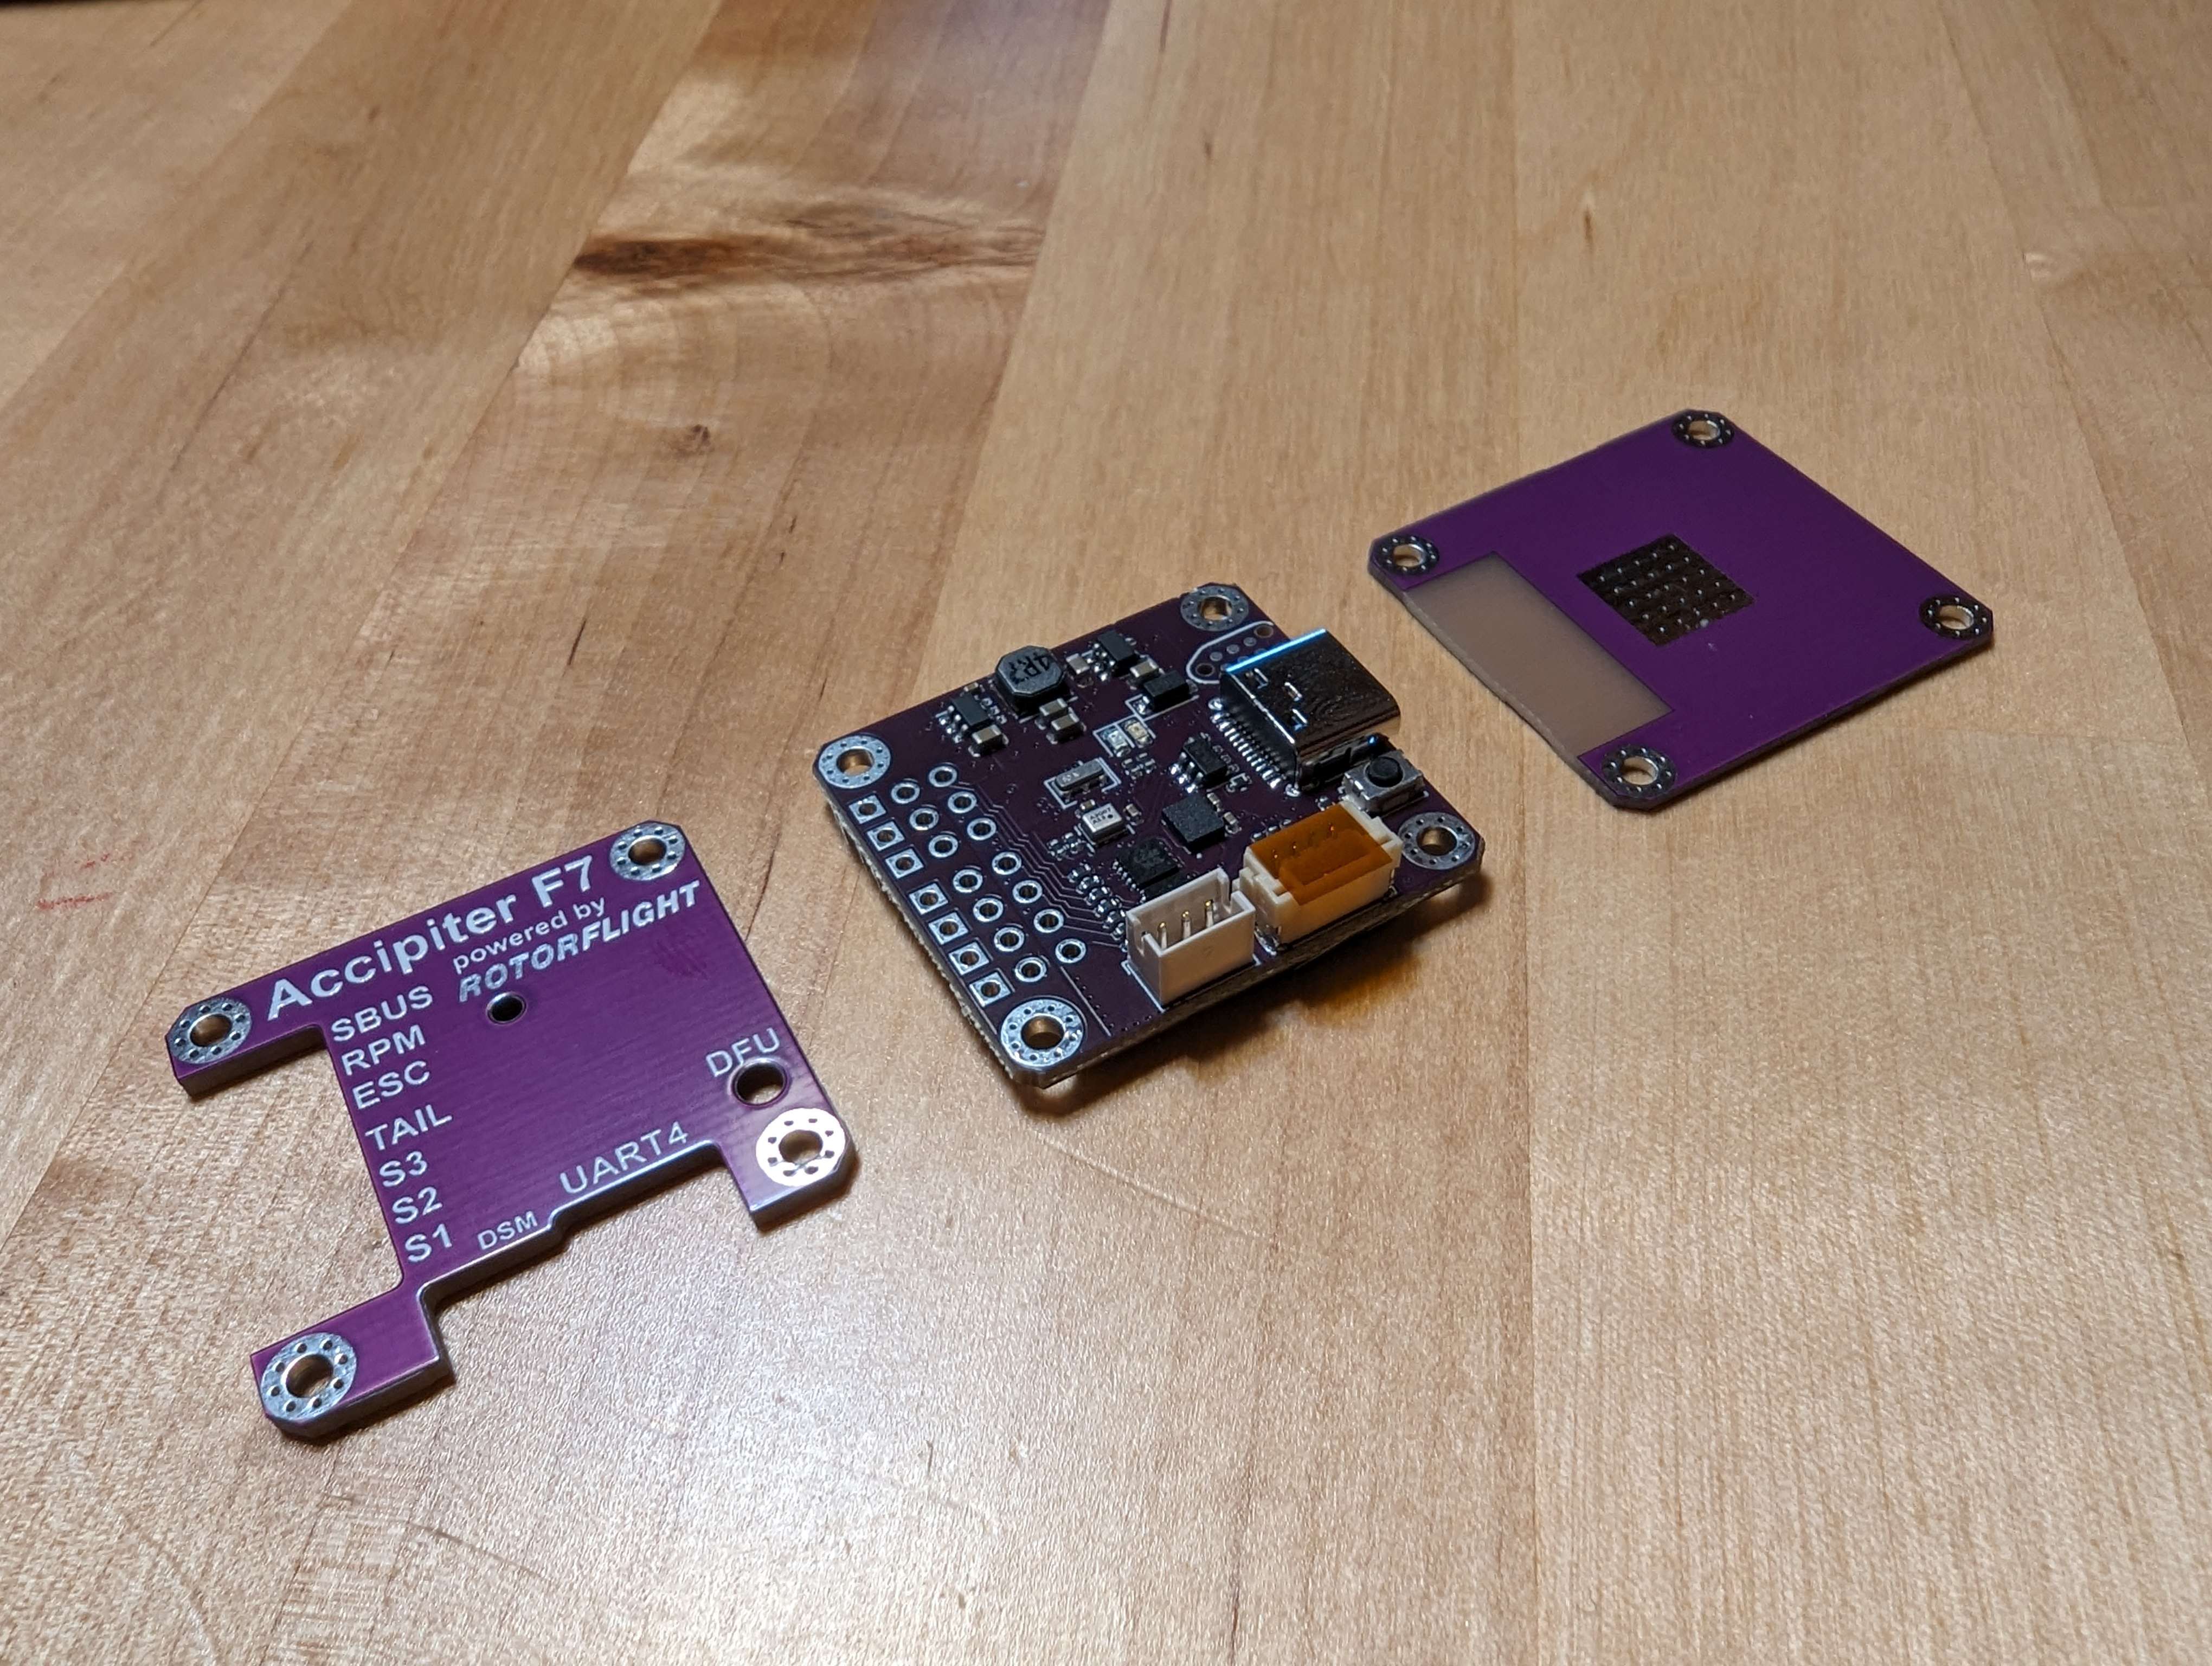 Accipiter F7
powered by
ROTORFLIGHT
SBUS
RPM
ESC
TAIL
S3
S2
S1
DSM
UART4
DFU
4R7